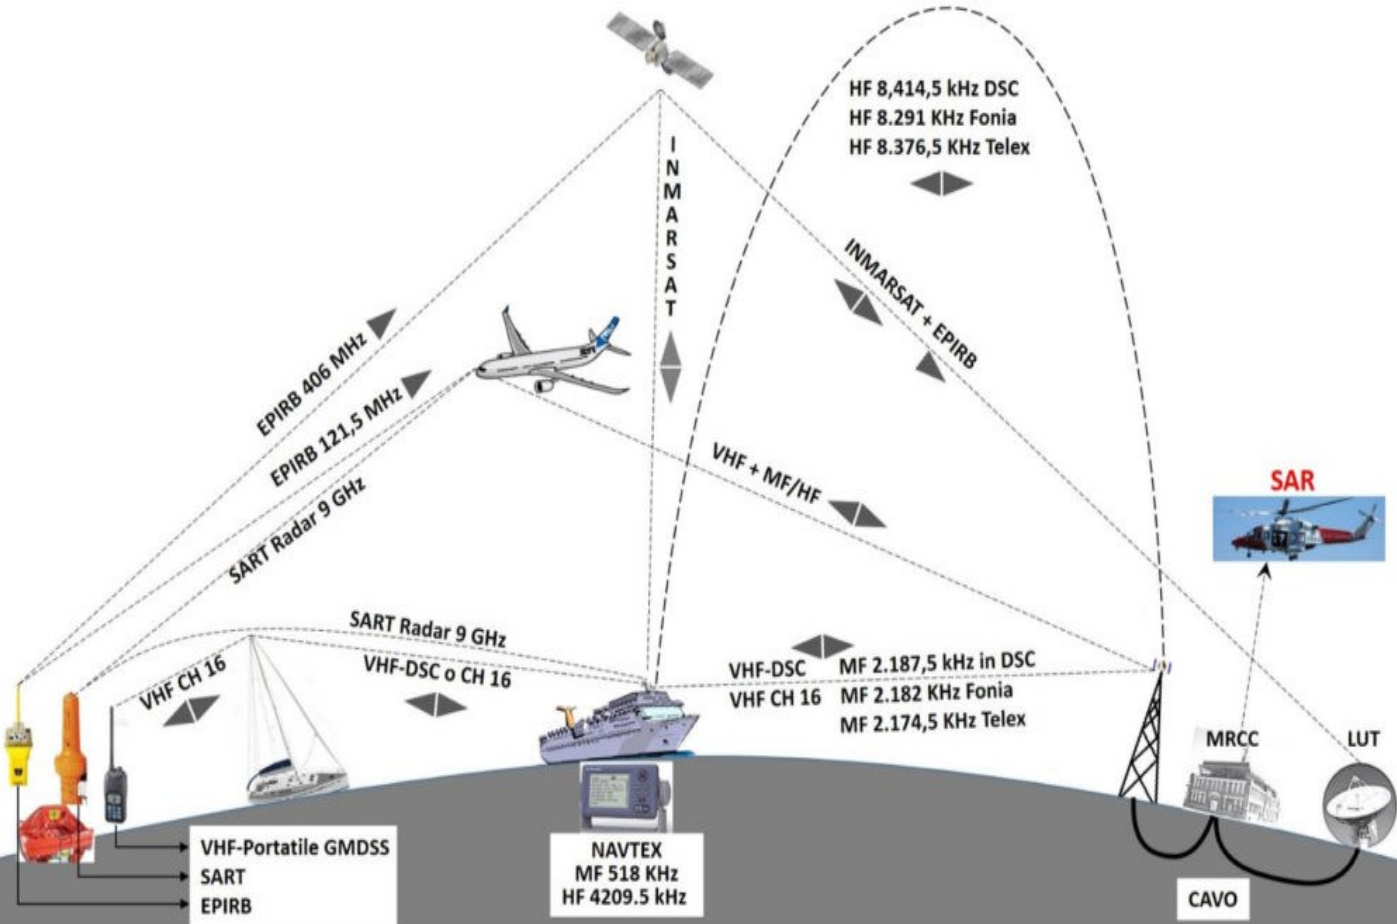 HF 8,414,5 kHz DSC
HF 8.291 KHz Fonia
HF 8.376,5 KHz Telex
INMARSAT
INMARSAT + EPIRB
EPIRB 406 MHz
EPIRB 121,5 MHz
SART Radar 9 GHz
VHF + MF/HF
SAR
SART Radar 9 GHz
VHF CH 16
VHF-DSC o CH 16
VHF-DSC MF 2.187,5 kHz in DSC
VHF CH 16 MF 2.182 KHz Fonia
MF 2.174,5 KHz Telex
MRCC
LUT
VHF-Portatile GMDSS
SART
EPIRB
NAVTEX
MF 518 KHz
HF 4209.5 kHz
CAVO